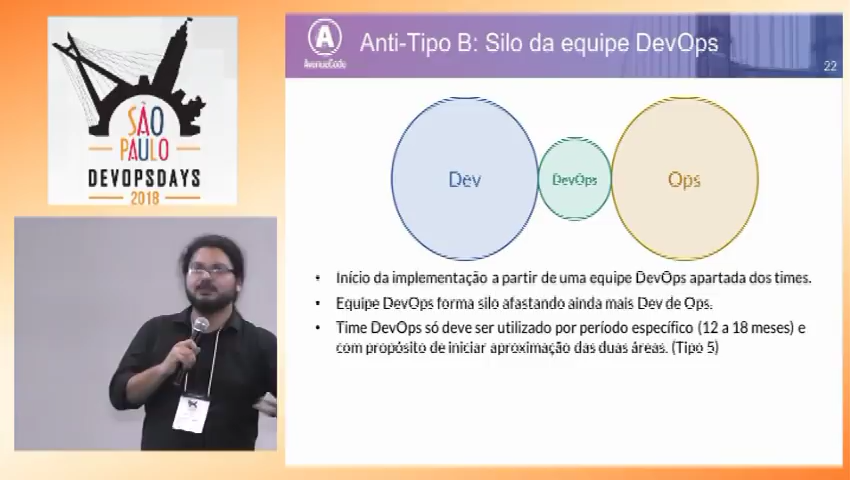 SÃO
PAULO
DEVOPSDAYS
2018
AvenueCode
Anti-Tipo B: Silo da equipe DevOps
22
Dev
DevOps
Ops
• Início da implementação a partir de uma equipe DevOps apartada dos times.
• Equipe DevOps forma silo afastando ainda mais Dev de Ops.
• Time DevOps só deve ser utilizado por período específico (12 a 18 meses) e
com propósito de iniciar aproximação das duas áreas. (Tipo 5)